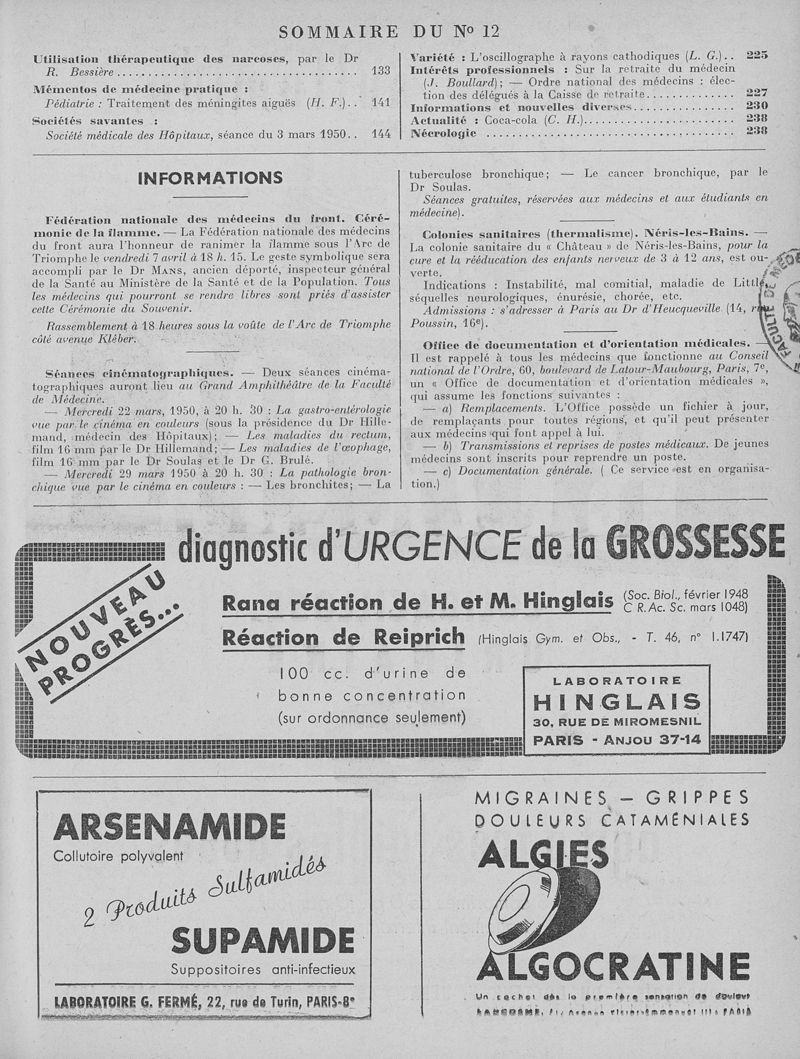 SOMMAIRE DU Nº 12
Utilisation thérapeutique des narcoses, par le Dr
R. Bessière 133
Mémentos de médecine pratique :
Pédiatrie : Traitement des méningites aiguës (H. F.).. 141
Sociétés savantes :
Société médicale des Hôpitaux, séance du 3 mars 1950.. 144
Variété : L'oscillographe à rayons cathodiques (L. G.).. 225
Intérêts professionnels : Sur la retraite du médecin
(J. Boullard) ; — Ordre national des médecins : élec-
tion des délégués à la Caisse de retraite 227
Informations et nouvelles diverses 230
Actualité : Coca-cola (C. H.) 238
Nécrologie 238
INFORMATIONS
Fédération nationale des médecins du front. Céré-
monie de la flamme. — La Fédération nationale des médecins
du front aura l'honneur de ranimer la flamme sous l'Arc de
Triomphe le vendredi 7 avril à 18 h. 15. Le geste symbolique sera
accompli par le Dr MANS, ancien déporté, inspecteur général
de la Santé au Ministère de la Santé et de la Population. Tous
les médecins qui pourront se rendre libres sont priés d'assister
cette Cérémonie du Souvenir.
Rassemblement à 18 heures sous la voûte de l'Arc de Triomphe
côté avenue Kléber.
Séances cinématographiques. — Deux séances cinéma-
tographiques auront lieu au Grand Amphithéâtre de la Faculté
de Médecine.
— Mercredi 22 mars, 1950, à 20 h. 30 : La gastro-entérologie
vue par le cinéma en couleurs (sous la présidence du Dr Hille-
mand, médecin des Hôpitaux) ; — Les maladies du rectum,
film 16 mm par le Dr Hillemand ; — Les maladies de l'œsophage,
film 16 mm par le Dr Soulas et le Dr G. Brulé.
— Mercredi 29 mars 1950 à 20 h. 30 : La pathologie bron-
chique vue par le cinéma en couleurs : — Les bronchites ; — La
tuberculose bronchique ; — Le cancer bronchique, par le
Dr Soulas.
Séances gratuites, réservées aux médecins et aux étudiants en
médecine).
Colonies sanitaires (thermalisme). Néris-les-Bains. —
La colonie sanitaire du « Château » de Néris-les-Bains, pour la
cure et la rééducation des enfants nerveux de 3 à 12 ans, est ou-
verte.
Indications : Instabilité, mal comitial, maladie de Little,
séquelles neurologiques, énurésie, chorée, etc.
Admissions : s'adresser à Paris au Dr d'Heucqueville (14,
Poussin, 16e).
Office de documentation et d'orientation médicales. —
Il est rappelé à tous les médecins que fonctionne au Conseil
national de l'Ordre, 60, boulevard de Latour-Maubourg, Paris, 7e,
un « Office de documentation et d'orientation médicales »,
qui assume les fonctions suivantes :
— a) Remplacements. L'Office possède un fichier à jour,
de remplaçants pour toutes régions, et qu'il peut présenter
aux médecins qui font appel à lui.
— b) Transmissions et reprises de postes médicaux. De jeunes
médecins sont inscrits pour reprendre un poste.
— c) Documentation générale. ( Ce service est en organisa-
tion.)
FACULTÉ DE
NOUVEAU
PROGRÈS...
diagnostic d'URGENCE de la GROSSESSE
Rana réaction de H. et M. Hinglais (Soc. Biol., février 1948
C R. Ac. Sc. mars 1048)
Réaction de Reiprich (Hinglais Gym. et Obs., - T. 46, nº 1.1747)
100 cc. d'urine de
bonne concentration
(sur ordonnance seulement)
LABORATOIRE
HINGLAIS
30, RUE DE MIROMESNIL
PARIS - ANJOU 37-14
ARSENAMIDE
Collutoire polyvalent
2 Produits Sulfamidés
SUPAMIDE
Suppositoires anti-infectieux
LABORATOIRE G. FERMÉ, 22, rue de Turin, PARIS-8e
MIGRAINES — GRIPPES
DOULEURS CATAMÉNIALES
ALGIES
ALGOCRATINE
Un cachet dès la première sensation de douleur
LANCOSME, 71, Avenue Victor-Emmanuel III, PARIS